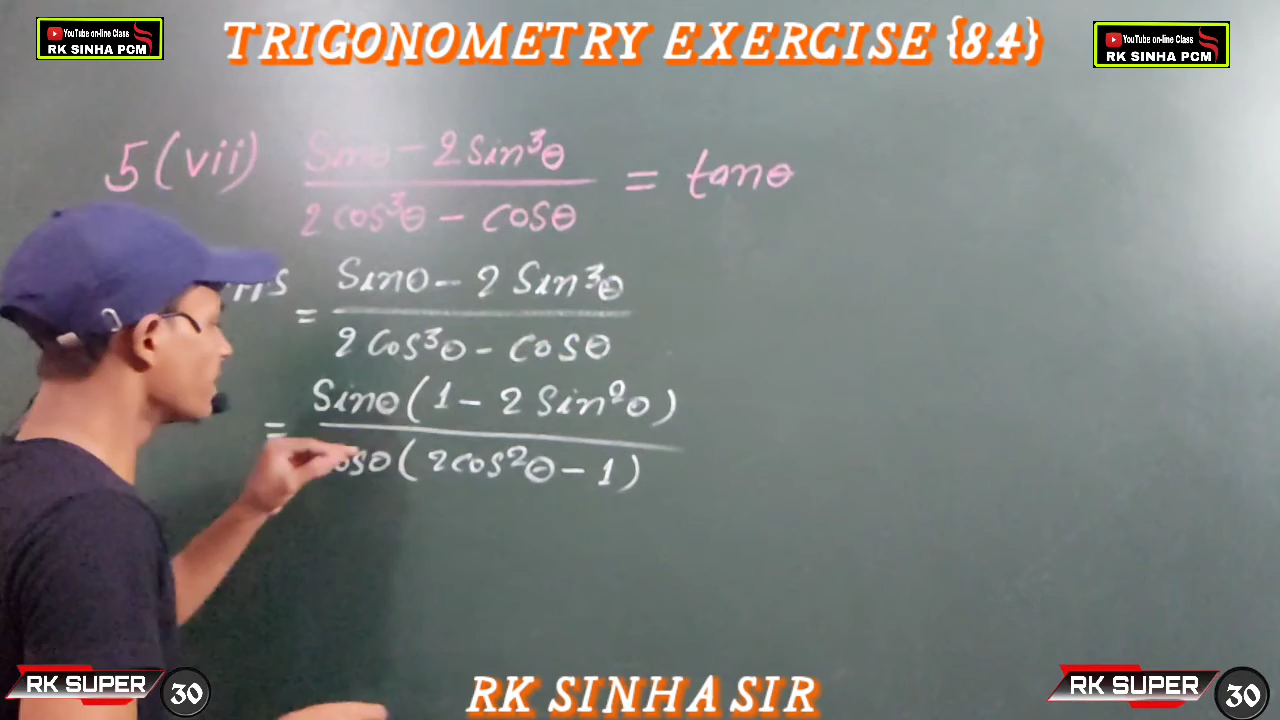 YouTube on-line Class
RK SINHA PCM
TRIGONOMETRY EXERCISE {8.4}
YouTube on-line Class
RK SINHA PCM
5(vii) Sinθ - 2 Sin³θ / 2 cos³θ - cosθ = tanθ
= Sinθ - 2 Sin³θ / 2 Cos³θ - cosθ
= Sinθ(1 - 2 Sin²θ) / cosθ(2cos²θ - 1)
RK SUPER 30
RK SINHA SIR
RK SUPER 30